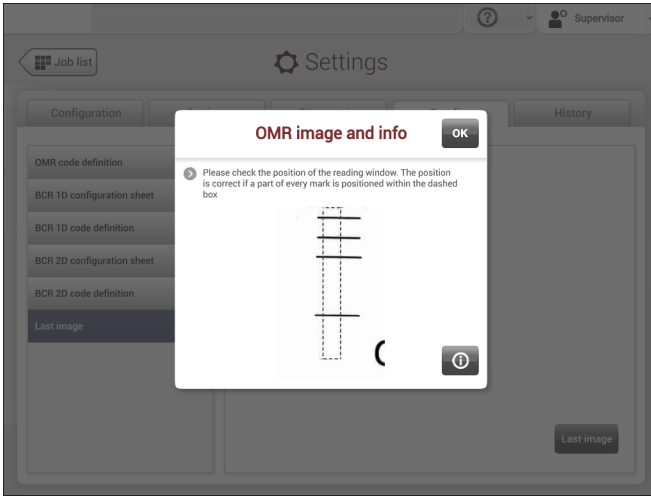 Supervisor
Job list
Settings
Configuration
History
OMR image and info
OK
Please check the position of the reading window. The position
is correct if a part of every mark is positioned within the dashed
box
OMR code definition
BCR 1D configuration sheet
BCR 1D code definition
BCR 2D configuration sheet
BCR 2D code definition
Last image
Last image